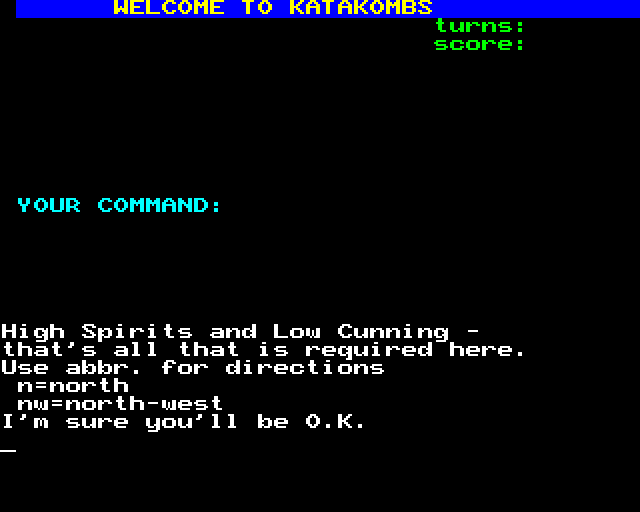 WELCOME TO KATAKOMBS
turns:
score:
YOUR COMMAND:
High Spirits and Low Cunning -
that's all that is required here.
Use abbr. for directions
n=north
nw=north-west
I'm sure you'll be O.K.
_